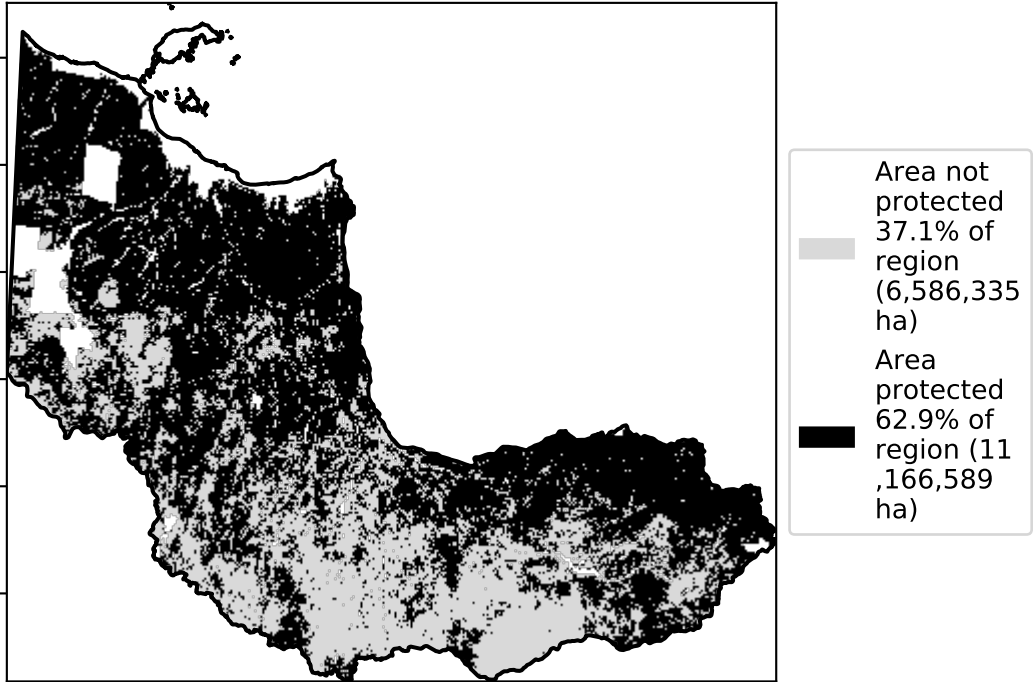 Area not
protected
37.1% of
region
(6,586,335
ha)
Area
protected
62.9% of
region (11
,166,589
ha)